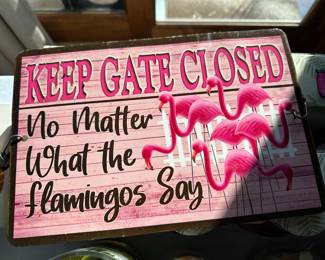 KEEP GATE CLOSED
No Matter
What the
flamingos Say